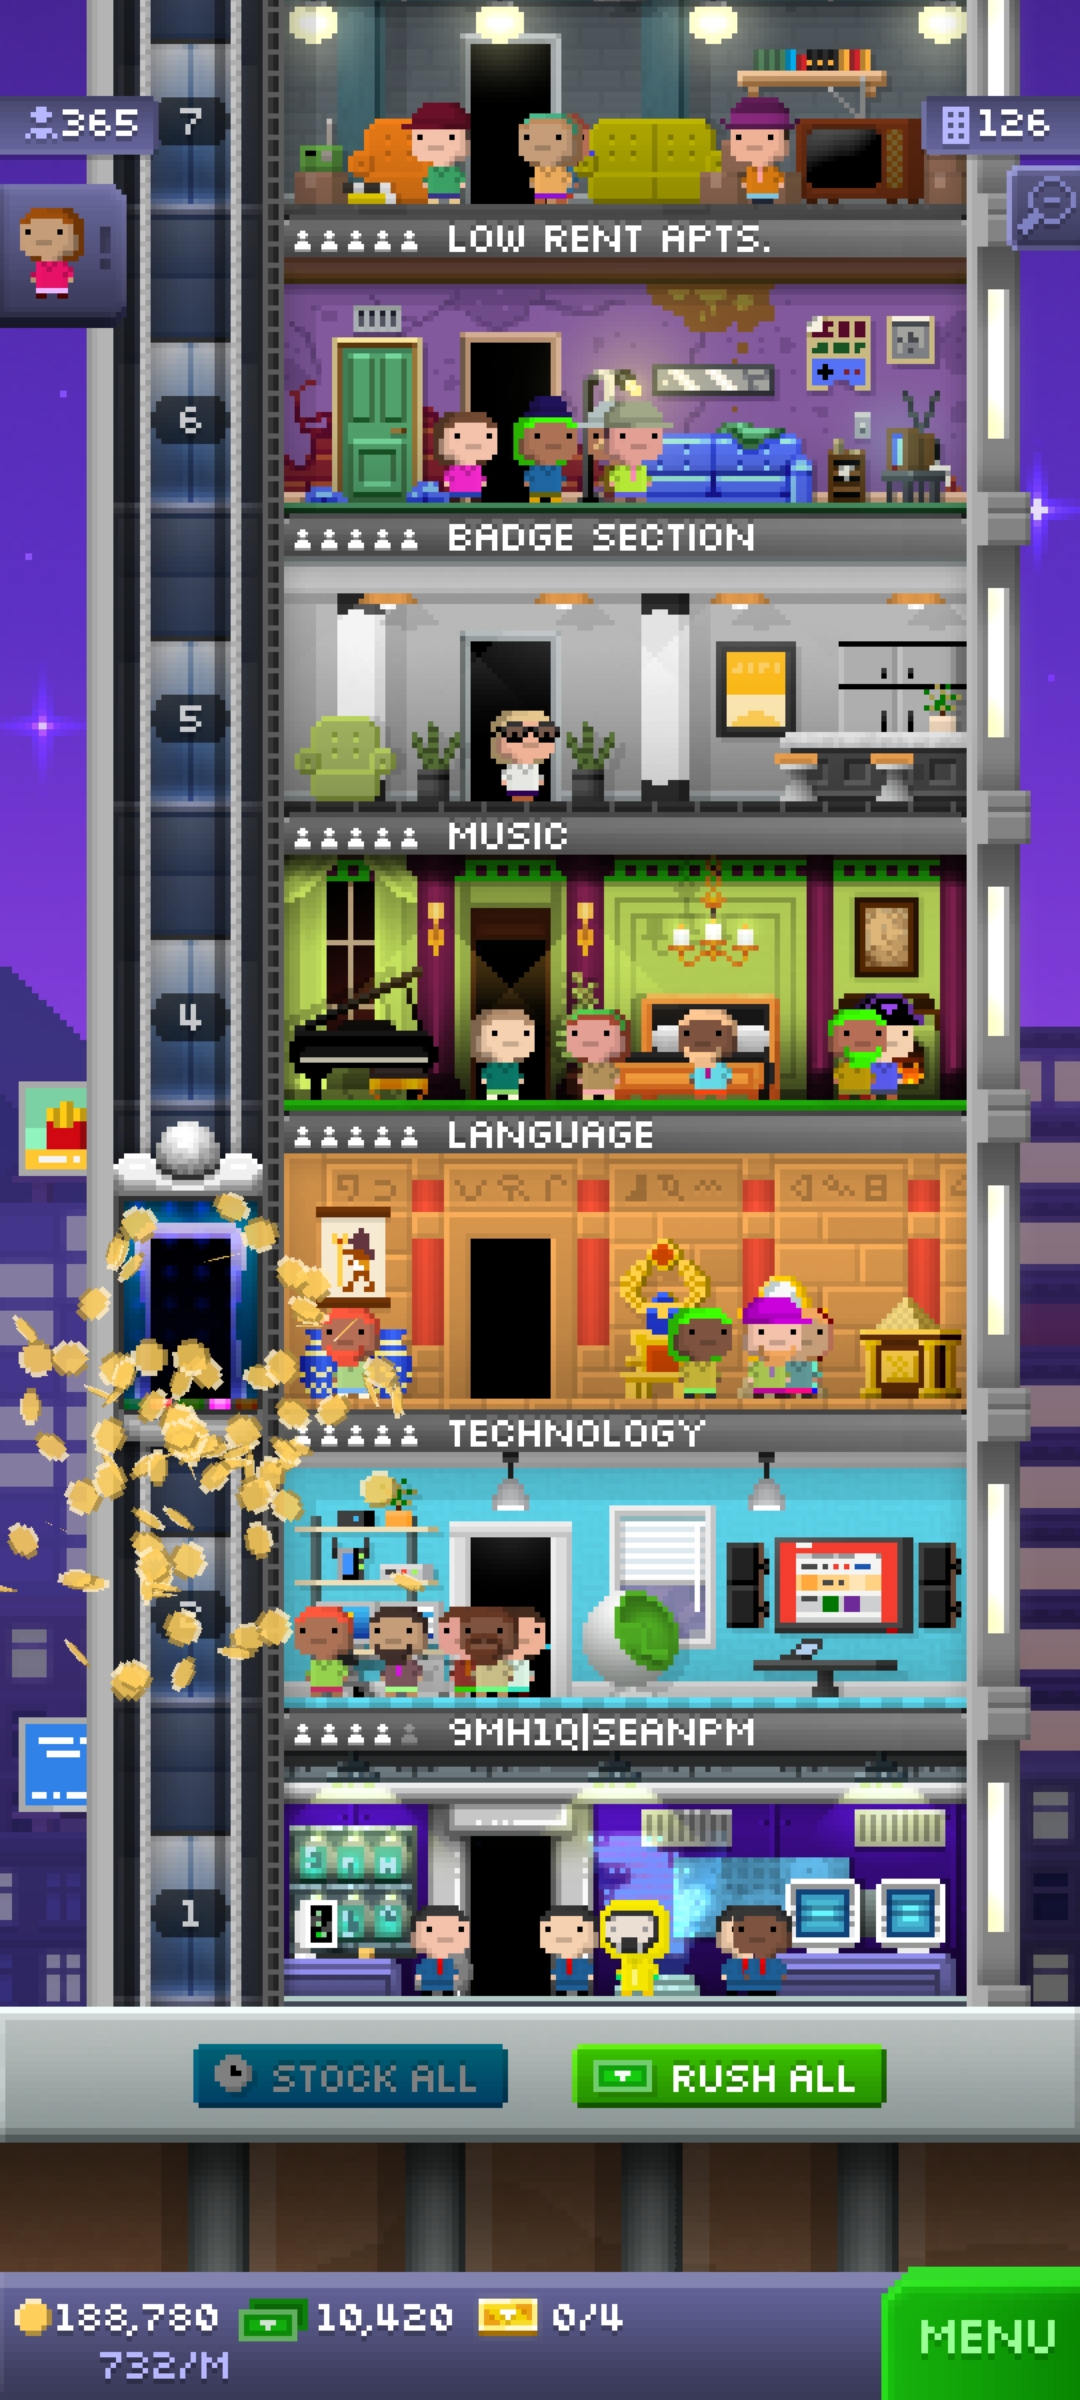 7
365
126
LOW RENT APTS.
6
BADGE SECTION
5
MUSIC
4
LANGUAGE
TECHNOLOGY
9MH1Q|SEANPM
1
STOCK ALL
RUSH ALL
188,780
10,420
0/4
732/M
MENU